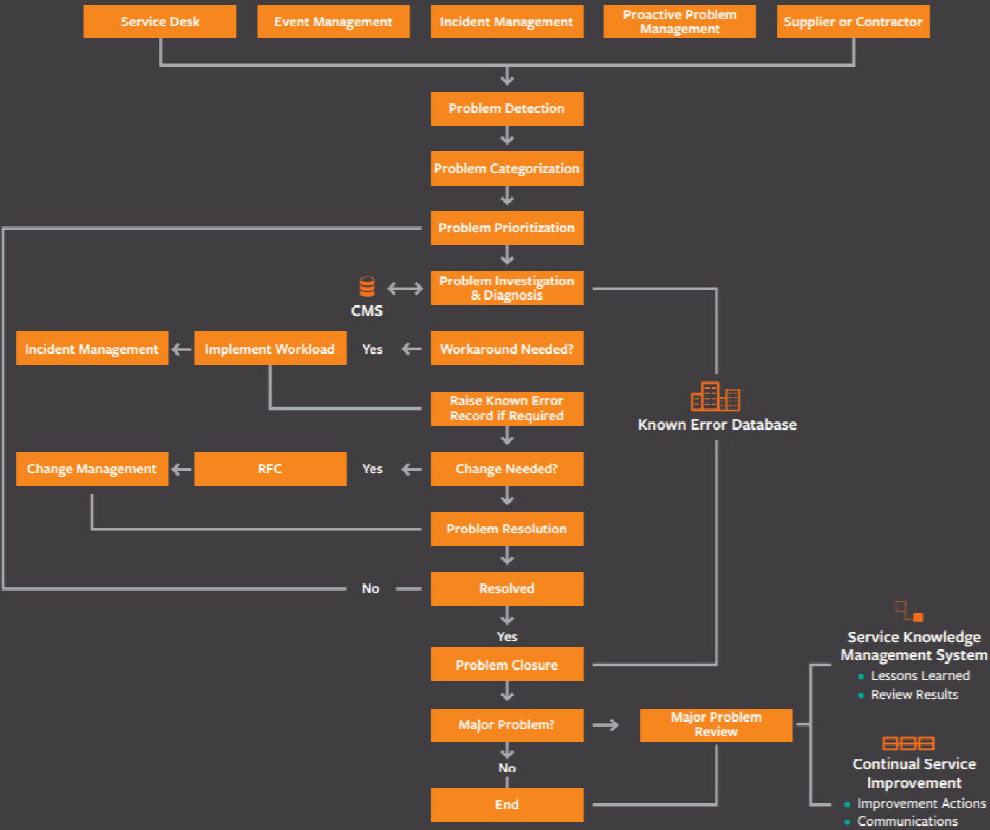 Service Desk
Event Management
Incident Management
Proactive Problem
Management
Supplier or Contractor
Problem Detection
Problem Categorization
Problem Prioritization
Problem Investigation
& Diagnosis
CMS
Incident Management
Implement Workload
Yes
Workaround Needed?
Raise Known Error
Record if Required
Known Error Database
Change Management
RFC
Yes
Change Needed?
Problem Resolution
No
Resolved
Yes
Service Knowledge
Management System
Lessons Learned
Review Results
Problem Closure
Major Problem?
Major Problem
Review
No
Continual Service
Improvement
Improvement Actions
Communications
End